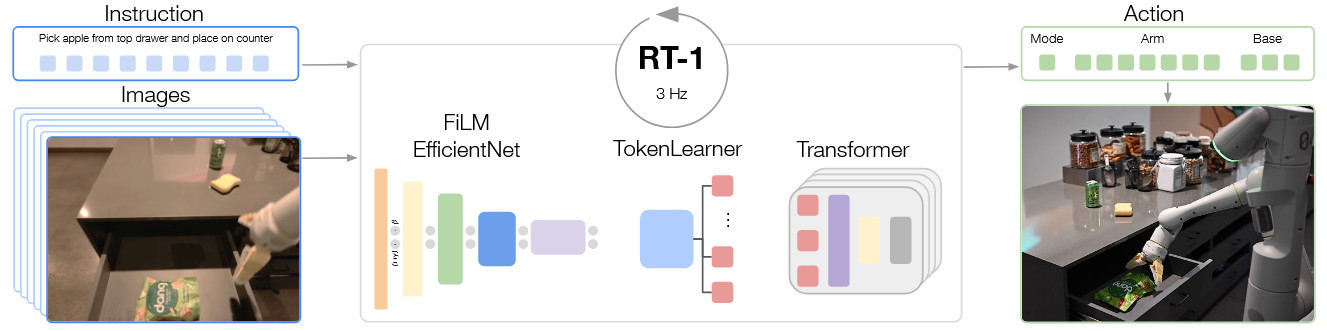 Instruction
Pick apple from top drawer and place on counter
Images
RT-1
3 Hz
FiLM
EfficientNet
TokenLearner
⋮
Transformer
Action
Mode Arm Base
dang